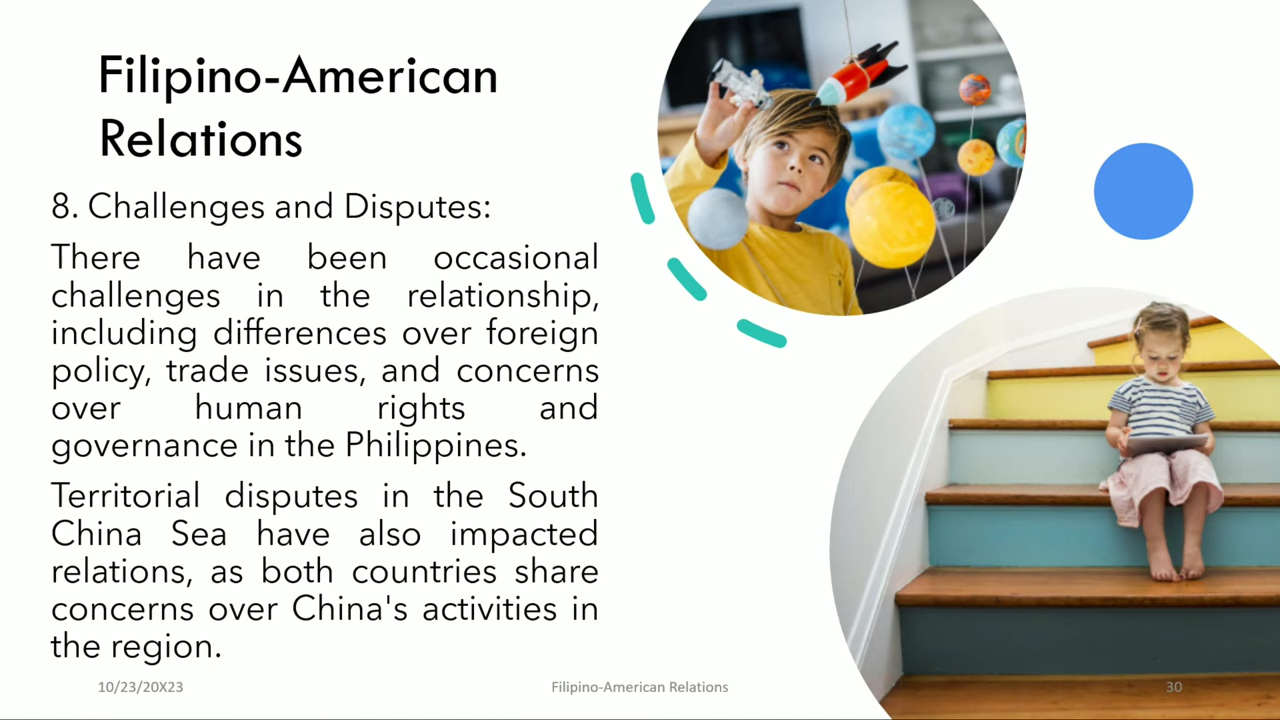 Filipino-American
Relations
8. Challenges and Disputes:
There have been occasional
challenges in the relationship,
including differences over foreign
policy, trade issues, and concerns
over human rights and
governance in the Philippines.
Territorial disputes in the South
China Sea have also impacted
relations, as both countries share
concerns over China's activities in
the region.
10/23/20X23
Filipino-American Relations
30